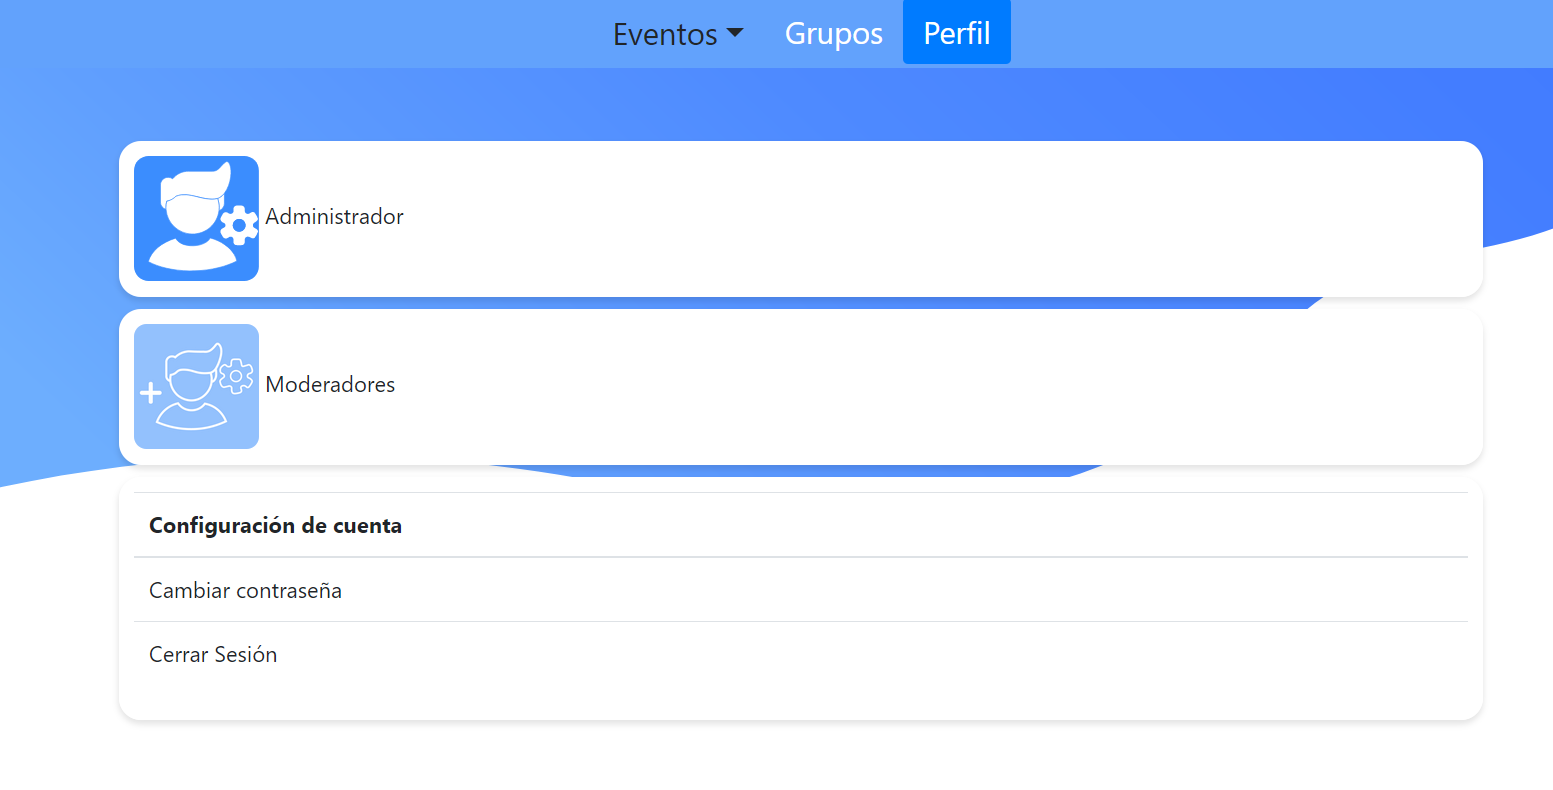 Eventos Grupos Perfil
Administrador
Moderadores
Configuración de cuenta
Cambiar contraseña
Cerrar Sesión